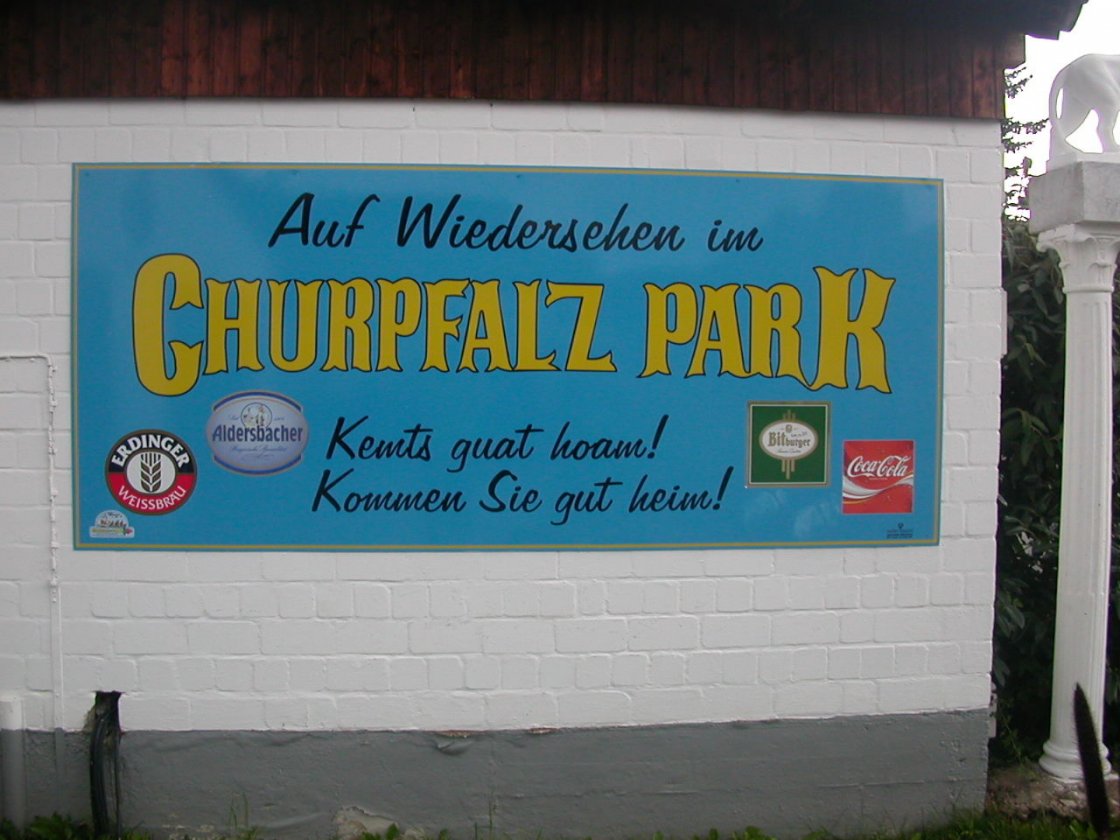 Auf Wiedersehen im
CHURPFALZ PARK
Kemts guat hoam!
Kommen Sie gut heim!
ERDINGER
WEISSBRÄU
Aldersbacher
Bitburger
Coca-Cola